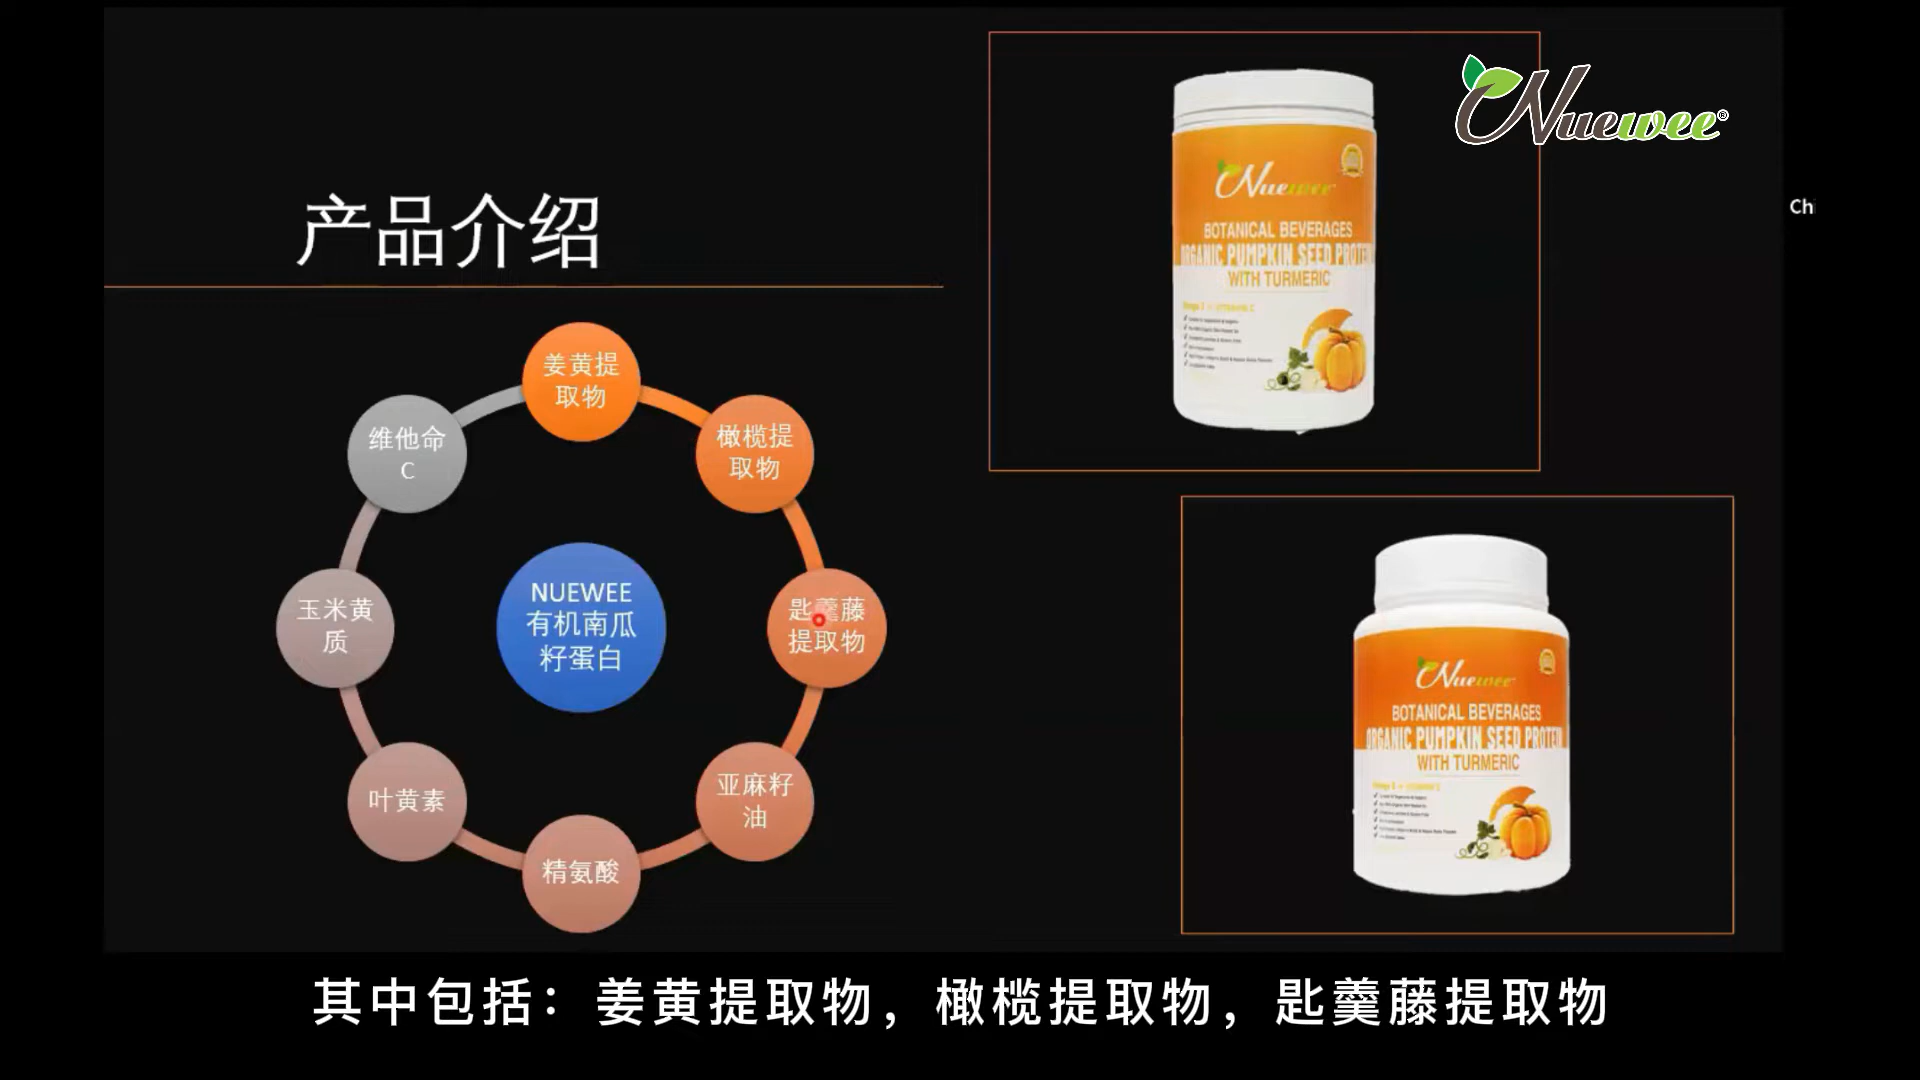 产品介绍
姜黄提
取物
橄榄提
取物
匙羹藤
提取物
亚麻籽
油
精氨酸
叶黄素
玉米黄
质
维他命
C
NUEWEE
有机南瓜
籽蛋白
Nuewee
BOTANICAL BEVERAGES
ORGANIC PUMPKIN SEED PROTEIN
WITH TURMERIC
Nuewee®
Chi
Nuewee
BOTANICAL BEVERAGES
ORGANIC PUMPKIN SEED PROTEIN
WITH TURMERIC
其中包括：姜黄提取物，橄榄提取物，匙羹藤提取物